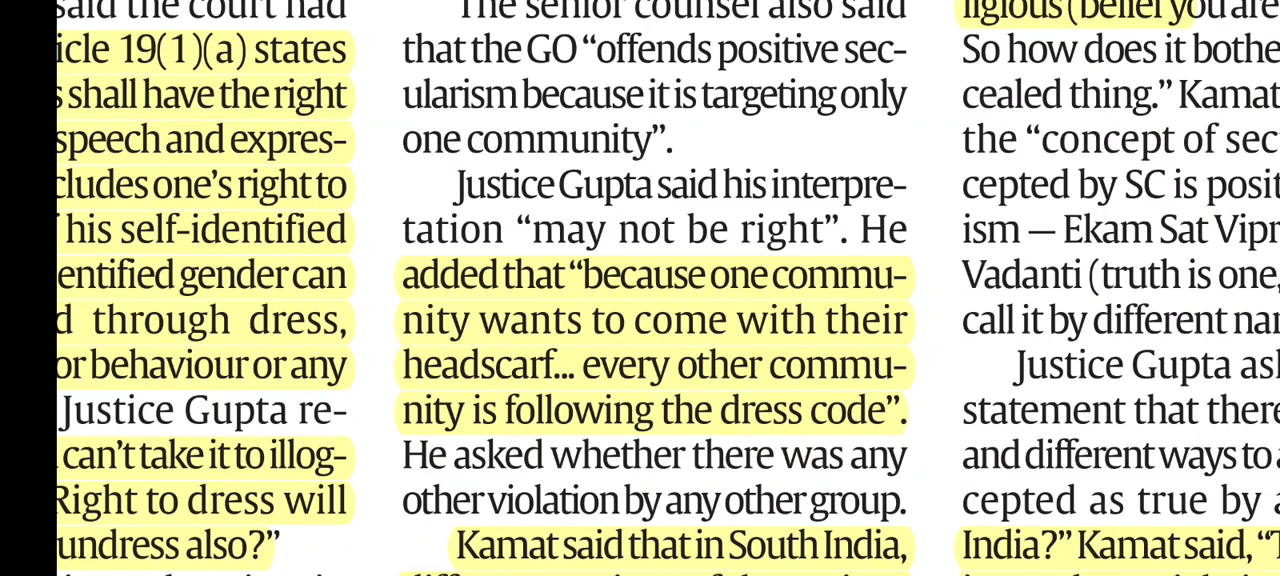 said the court had
icle 19(1)(a) states
s shall have the right
speech and expres-
cludes one’s right to
his self-identified
entified gender can
d through dress,
or behaviour or any
Justice Gupta re-
can’t take it to illog-
Right to dress will
undress also?”
The senior counsel also said
that the GO “offends positive sec-
ularism because it is targeting only
one community”.
Justice Gupta said his interpre-
tation “may not be right”. He
added that “because one commu-
nity wants to come with their
headscarf... every other commu-
nity is following the dress code”.
He asked whether there was any
other violation by any other group.
Kamat said that in South India,
ligious (belief you are
So how does it bothe
cealed thing.” Kamat
the “concept of sec
cepted by SC is posit
ism — Ekam Sat Vipr
Vadanti (truth is one,
call it by different nar
Justice Gupta as
statement that there
and different ways to a
cepted as true by a
India?” Kamat said, “T